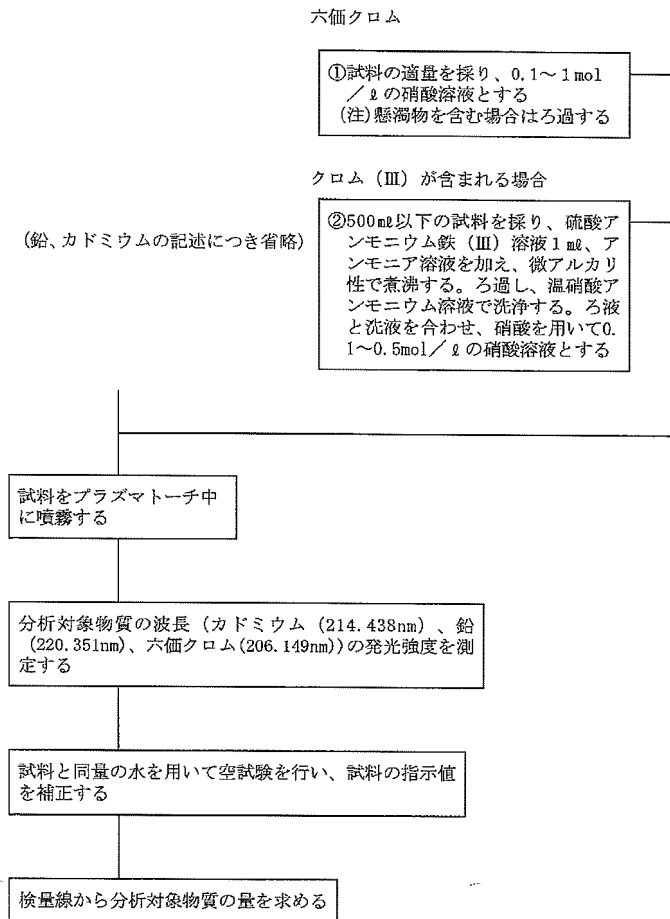 六価クロム
①試料の適量を採り、0.1～1mol
／ℓの硝酸溶液とする
(注)懸濁物を含む場合はろ過する
クロム（Ⅲ）が含まれる場合
(鉛、カドミウムの記述につき省略)
②500mℓ以下の試料を採り、硫酸ア
ンモニウム鉄（Ⅲ）溶液1mℓ、ア
ンモニア溶液を加え、微アルカリ
性で煮沸する。ろ過し、温硝酸ア
ンモニウム溶液で洗浄する。ろ液
と洗液を合わせ、硝酸を用いて0.
1～0.5mol／ℓの硝酸溶液とする
試料をプラズマトーチ中
に噴霧する
分析対象物質の波長（カドミウム（214.438nm）、鉛
(220.351nm)、六価クロム(206.149nm))の発光強度を測
定する
試料と同量の水を用いて空試験を行い、試料の指示値
を補正する
検量線から分析対象物質の量を求める